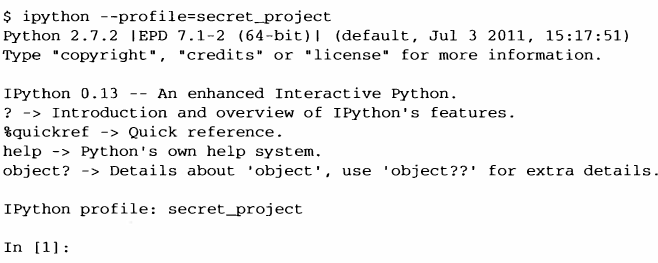 $ ipython --profile=secret_project
Python 2.7.2 |EPD 7.1-2 (64-bit)| (default, Jul 3 2011, 15:17:51)
Type "copyright", "credits" or "license" for more information.
IPython 0.13 -- An enhanced Interactive Python.
? -> Introduction and overview of IPython's features.
%quickref -> Quick reference.
help -> Python's own help system.
object? -> Details about 'object', use 'object??' for extra details.
IPython profile: secret_project
In [1]: